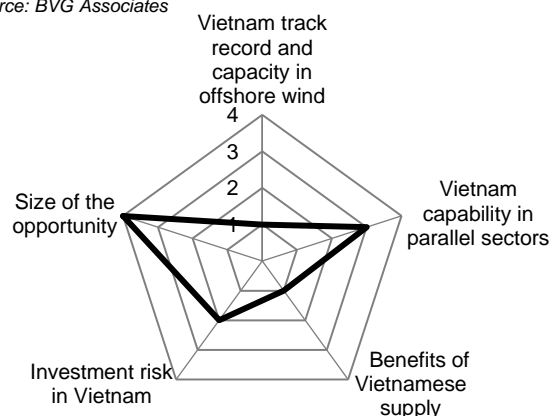 rce: BVG Associates
Vietnam track
record and
capacity in
offshore wind
4
3
2
1
Vietnam
capability in
parallel sectors
Benefits of
Vietnamese
supply
Investment risk
in Vietnam
Size of the
opportunity